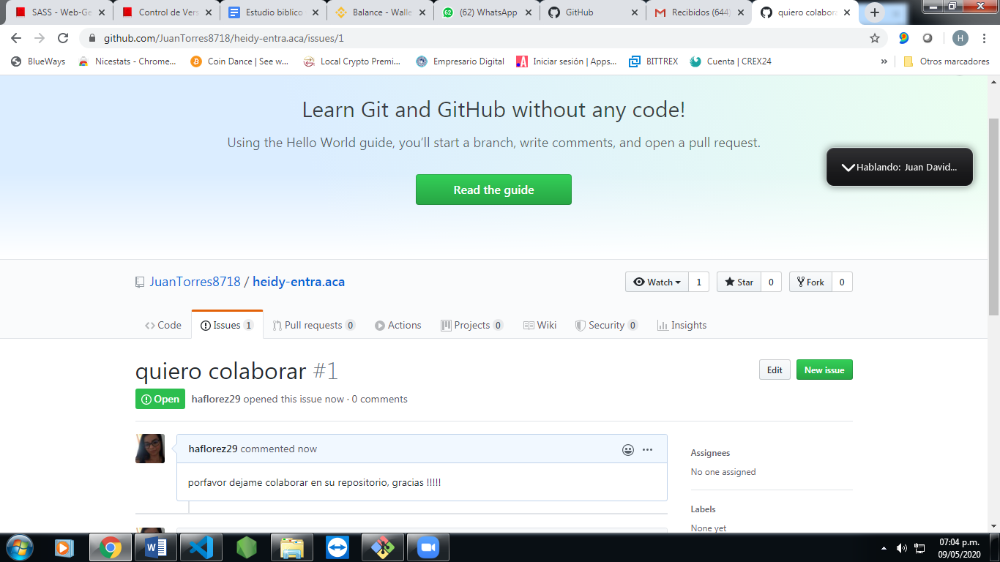 SASS - Web-Ge
Control de Vers
Estudio biblico
Balance - Walle
62
(62) WhatsApp
GitHub
Recibidos (644)
quiero colabora
github.com/JuanTorres8718/heidy-entra.aca/issues/1
H
BlueWays
Nicestats - Chrome...
Coin Dance | See w...
Local Crypto Premi...
Empresario Digital
Iniciar sesión | Apps...
BITTREX
Cuenta | CREX24
»
Otros marcadores
Learn Git and GitHub without any code!
Using the Hello World guide, you’ll start a branch, write comments, and open a pull request.
Hablando: Juan David...
Read the guide
JuanTorres8718 / heidy-entra.aca
Watch 1
Star 0
Fork 0
Code
Issues 1
Pull requests 0
Actions
Projects 0
Wiki
Security 0
Insights
quiero colaborar #1
Edit
New issue
Open
haflorez29 opened this issue now · 0 comments
haflorez29 commented now
porfavor dejame colaborar en su repositorio, gracias !!!!!
Assignees
No one assigned
Labels
None yet
07:04 p.m.
09/05/2020